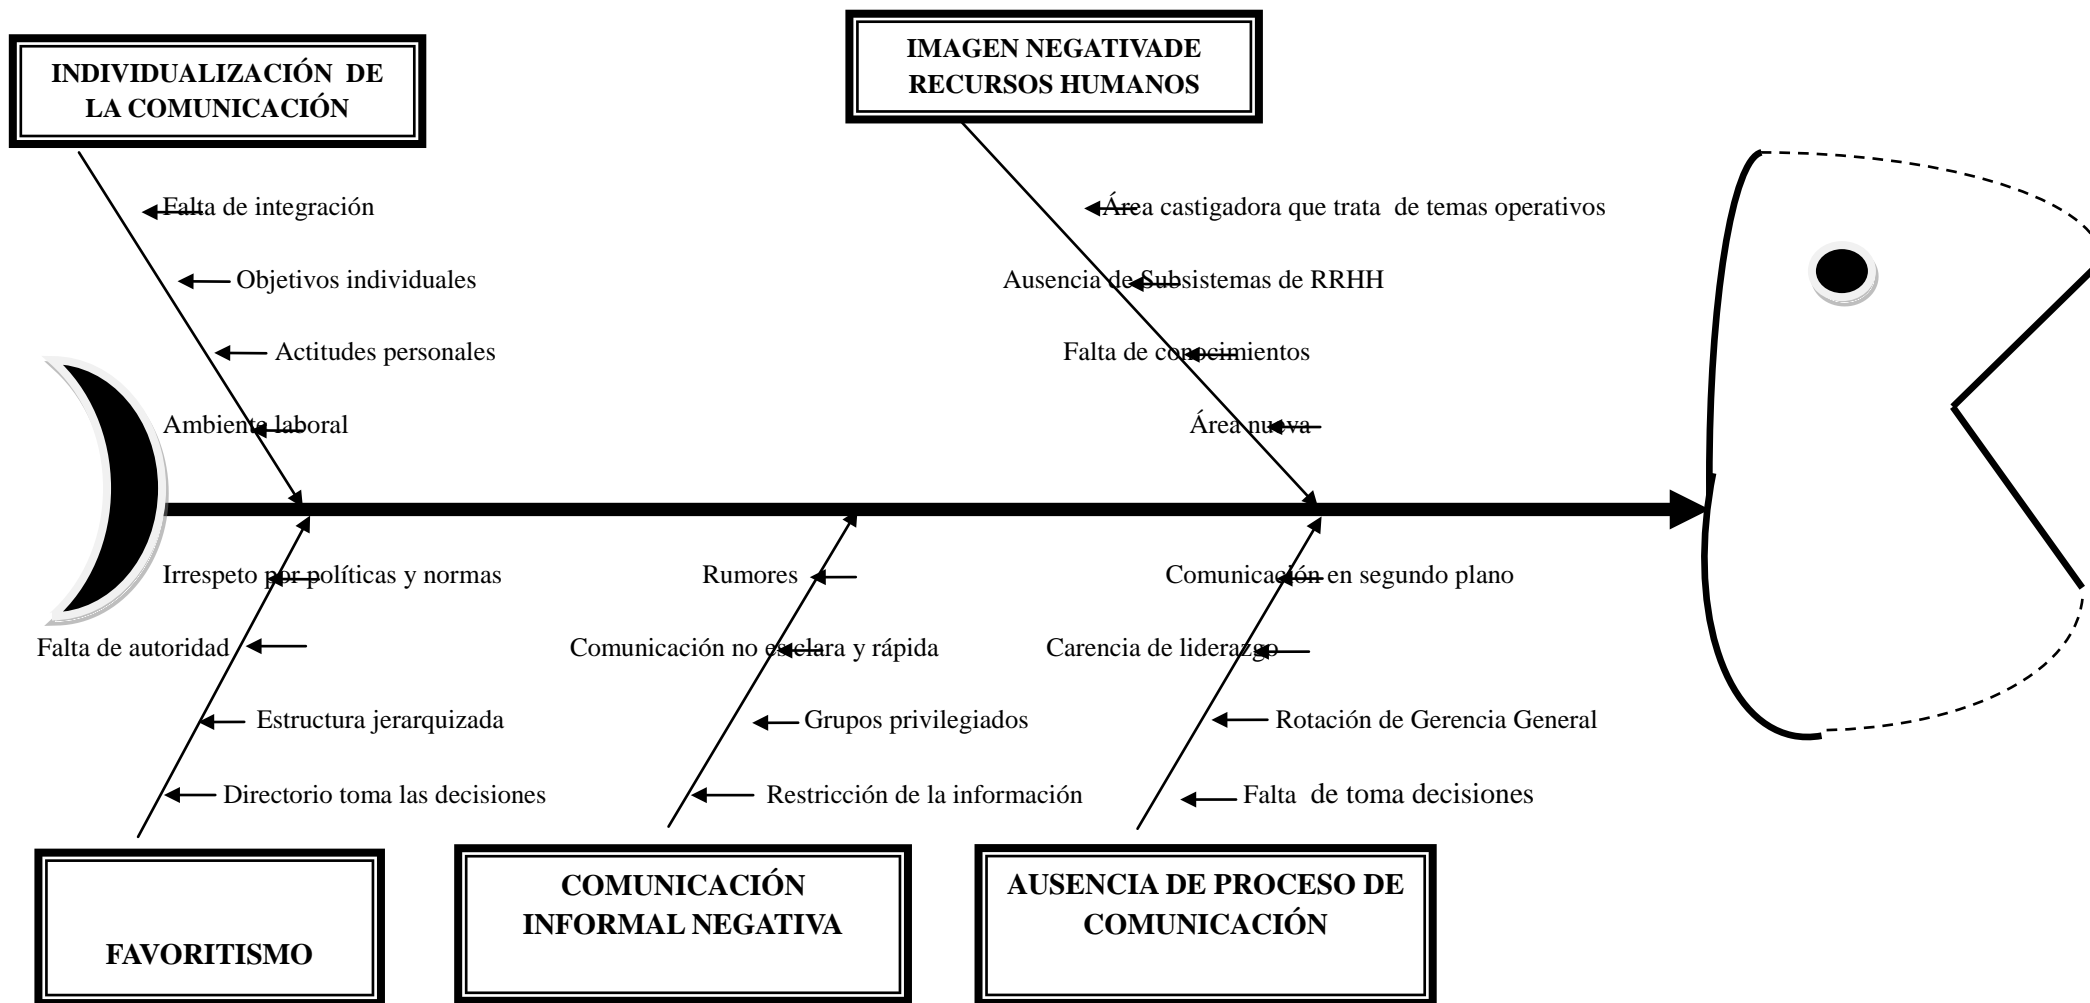 INDIVIDUALIZACIÓN DE
LA COMUNICACIÓN
IMAGEN NEGATIVADE
RECURSOS HUMANOS
Falta de integración
Objetivos individuales
Actitudes personales
Ambiente laboral
Área castigadora que trata de temas operativos
Ausencia de Subsistemas de RRHH
Falta de conocimientos
Área nueva
Irrespeto por políticas y normas
Falta de autoridad
Estructura jerarquizada
Directorio toma las decisiones
Rumores
Comunicación no es clara y rápida
Grupos privilegiados
Restricción de la información
Comunicación en segundo plano
Carencia de liderazgo
Rotación de Gerencia General
Falta de toma decisiones
FAVORITISMO
COMUNICACIÓN
INFORMAL NEGATIVA
AUSENCIA DE PROCESO DE
COMUNICACIÓN